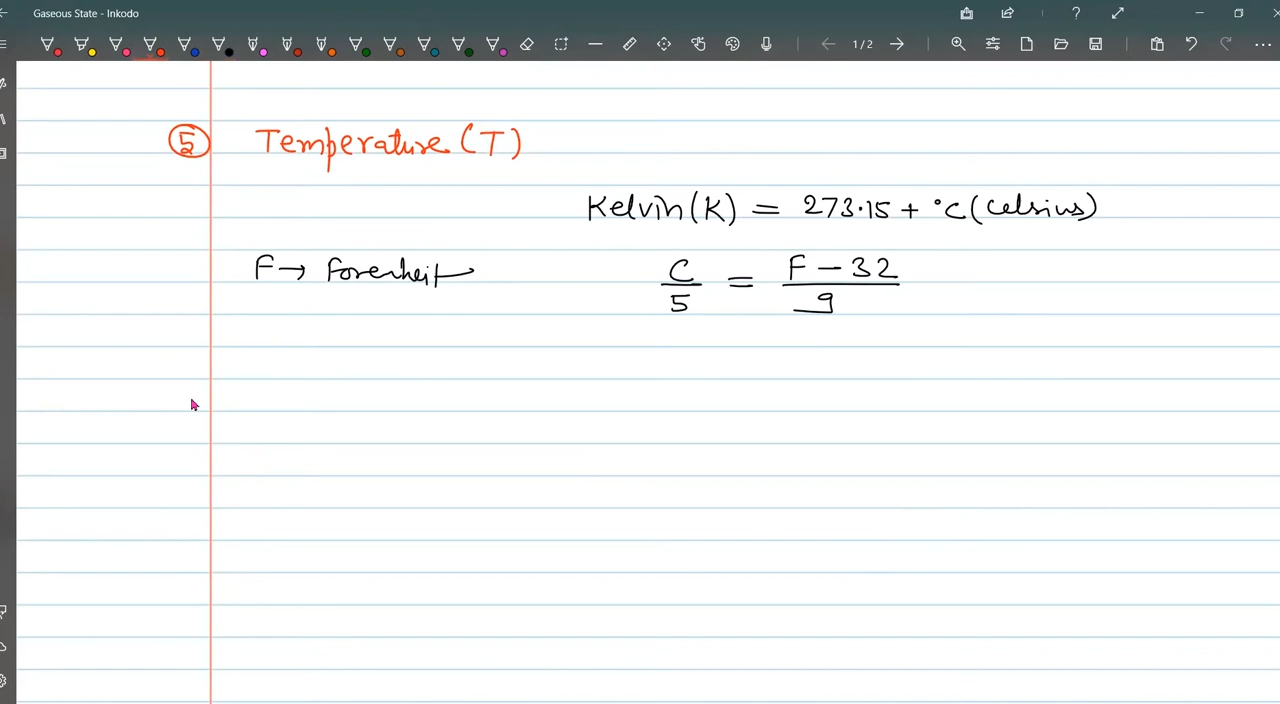 Gaseous State - Inkodo
1/2
5 Temperature (T)
Kelvin (K) = 273.15 + °C (Celsius)
F → Forenheit
C/5 = F - 32/9